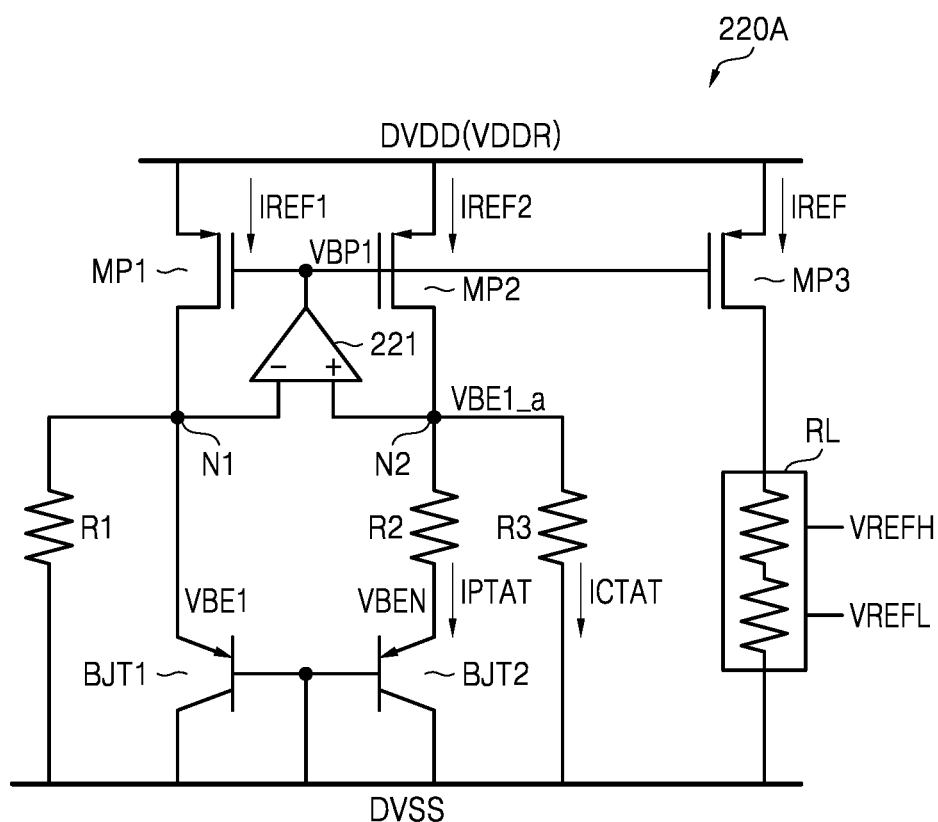 220A
DVDD(VDDR)
IREF1
IREF2
IREF
VBP1
MP1
MP2
MP3
221
- +
VBE1_a
N1
N2
RL
R1
R2
R3
VREFH
VREFL
VBE1
VBEN
IPTAT
ICTAT
BJT1
BJT2
DVSS